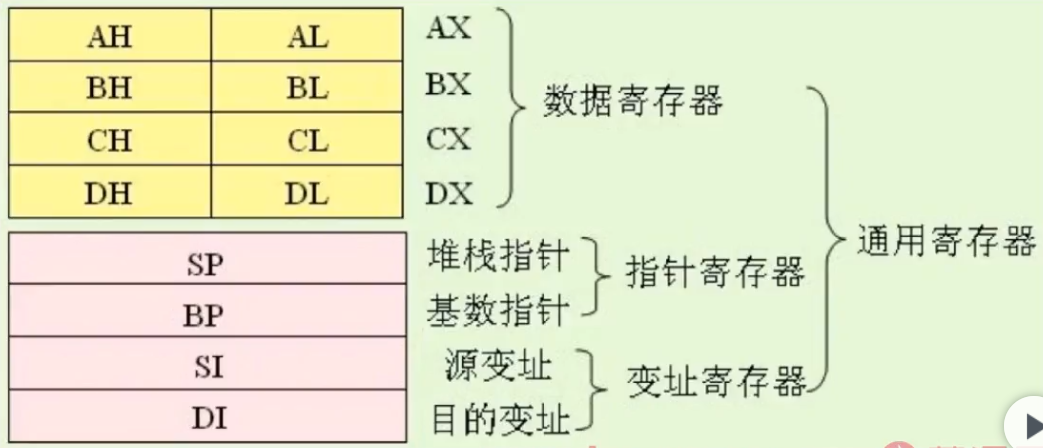 AH AL AX
BH BL BX
CH CL CX
DH DL DX
数据寄存器
SP 堆栈指针
BP 基数指针
指针寄存器
SI 源变址
DI 目的变址
变址寄存器
通用寄存器